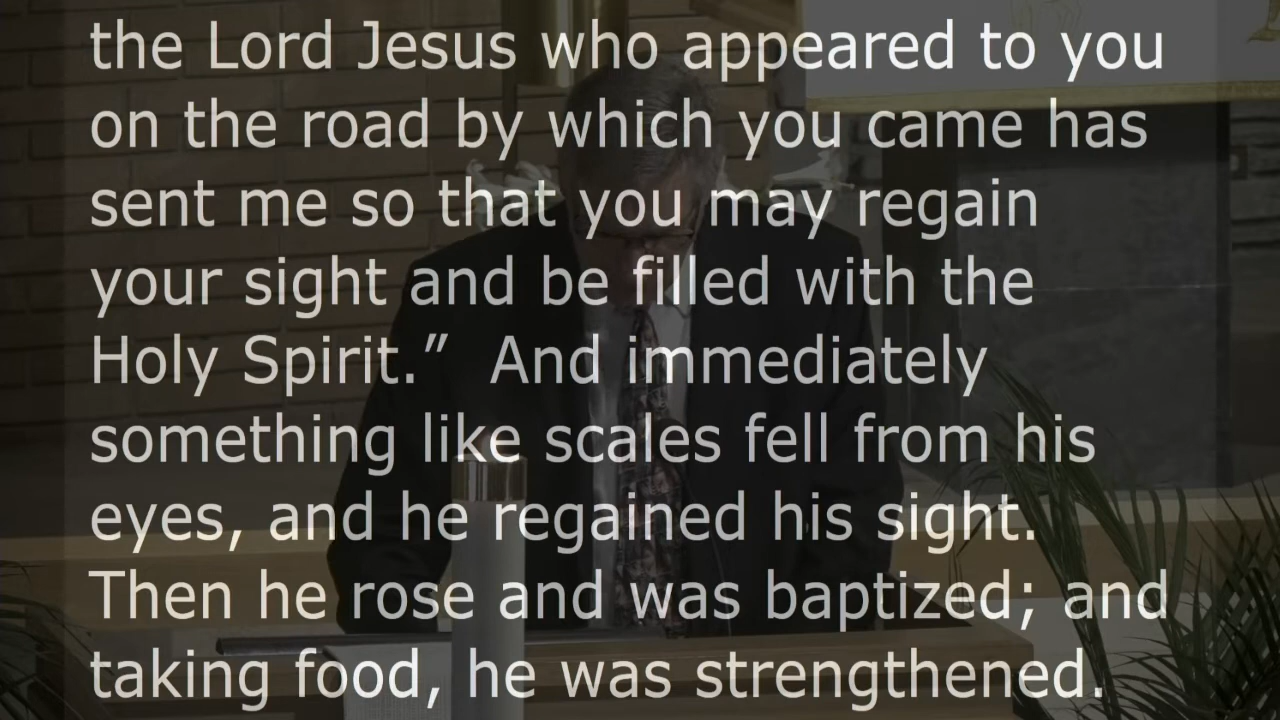 the Lord Jesus who appeared to you
on the road by which you came has
sent me so that you may regain
your sight and be filled with the
Holy Spirit.”  And immediately
something like scales fell from his
eyes, and he regained his sight.
Then he rose and was baptized; and
taking food, he was strengthened.